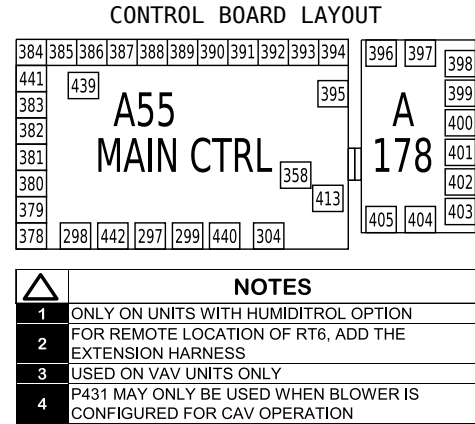 CONTROL BOARD LAYOUT
384 385 386 387 388 389 390 391 392 393 394
396 397
398
441
439
395
399
383
400
382
A55
MAIN CTRL
A
178
401
381
358
402
380
413
403
379
405 404
378 298 442 297 299 440 304
NOTES
1 ONLY ON UNITS WITH HUMIDITROL OPTION
2 FOR REMOTE LOCATION OF RT6, ADD THE
EXTENSION HARNESS
3 USED ON VAV UNITS ONLY
4 P431 MAY ONLY BE USED WHEN BLOWER IS
CONFIGURED FOR CAV OPERATION